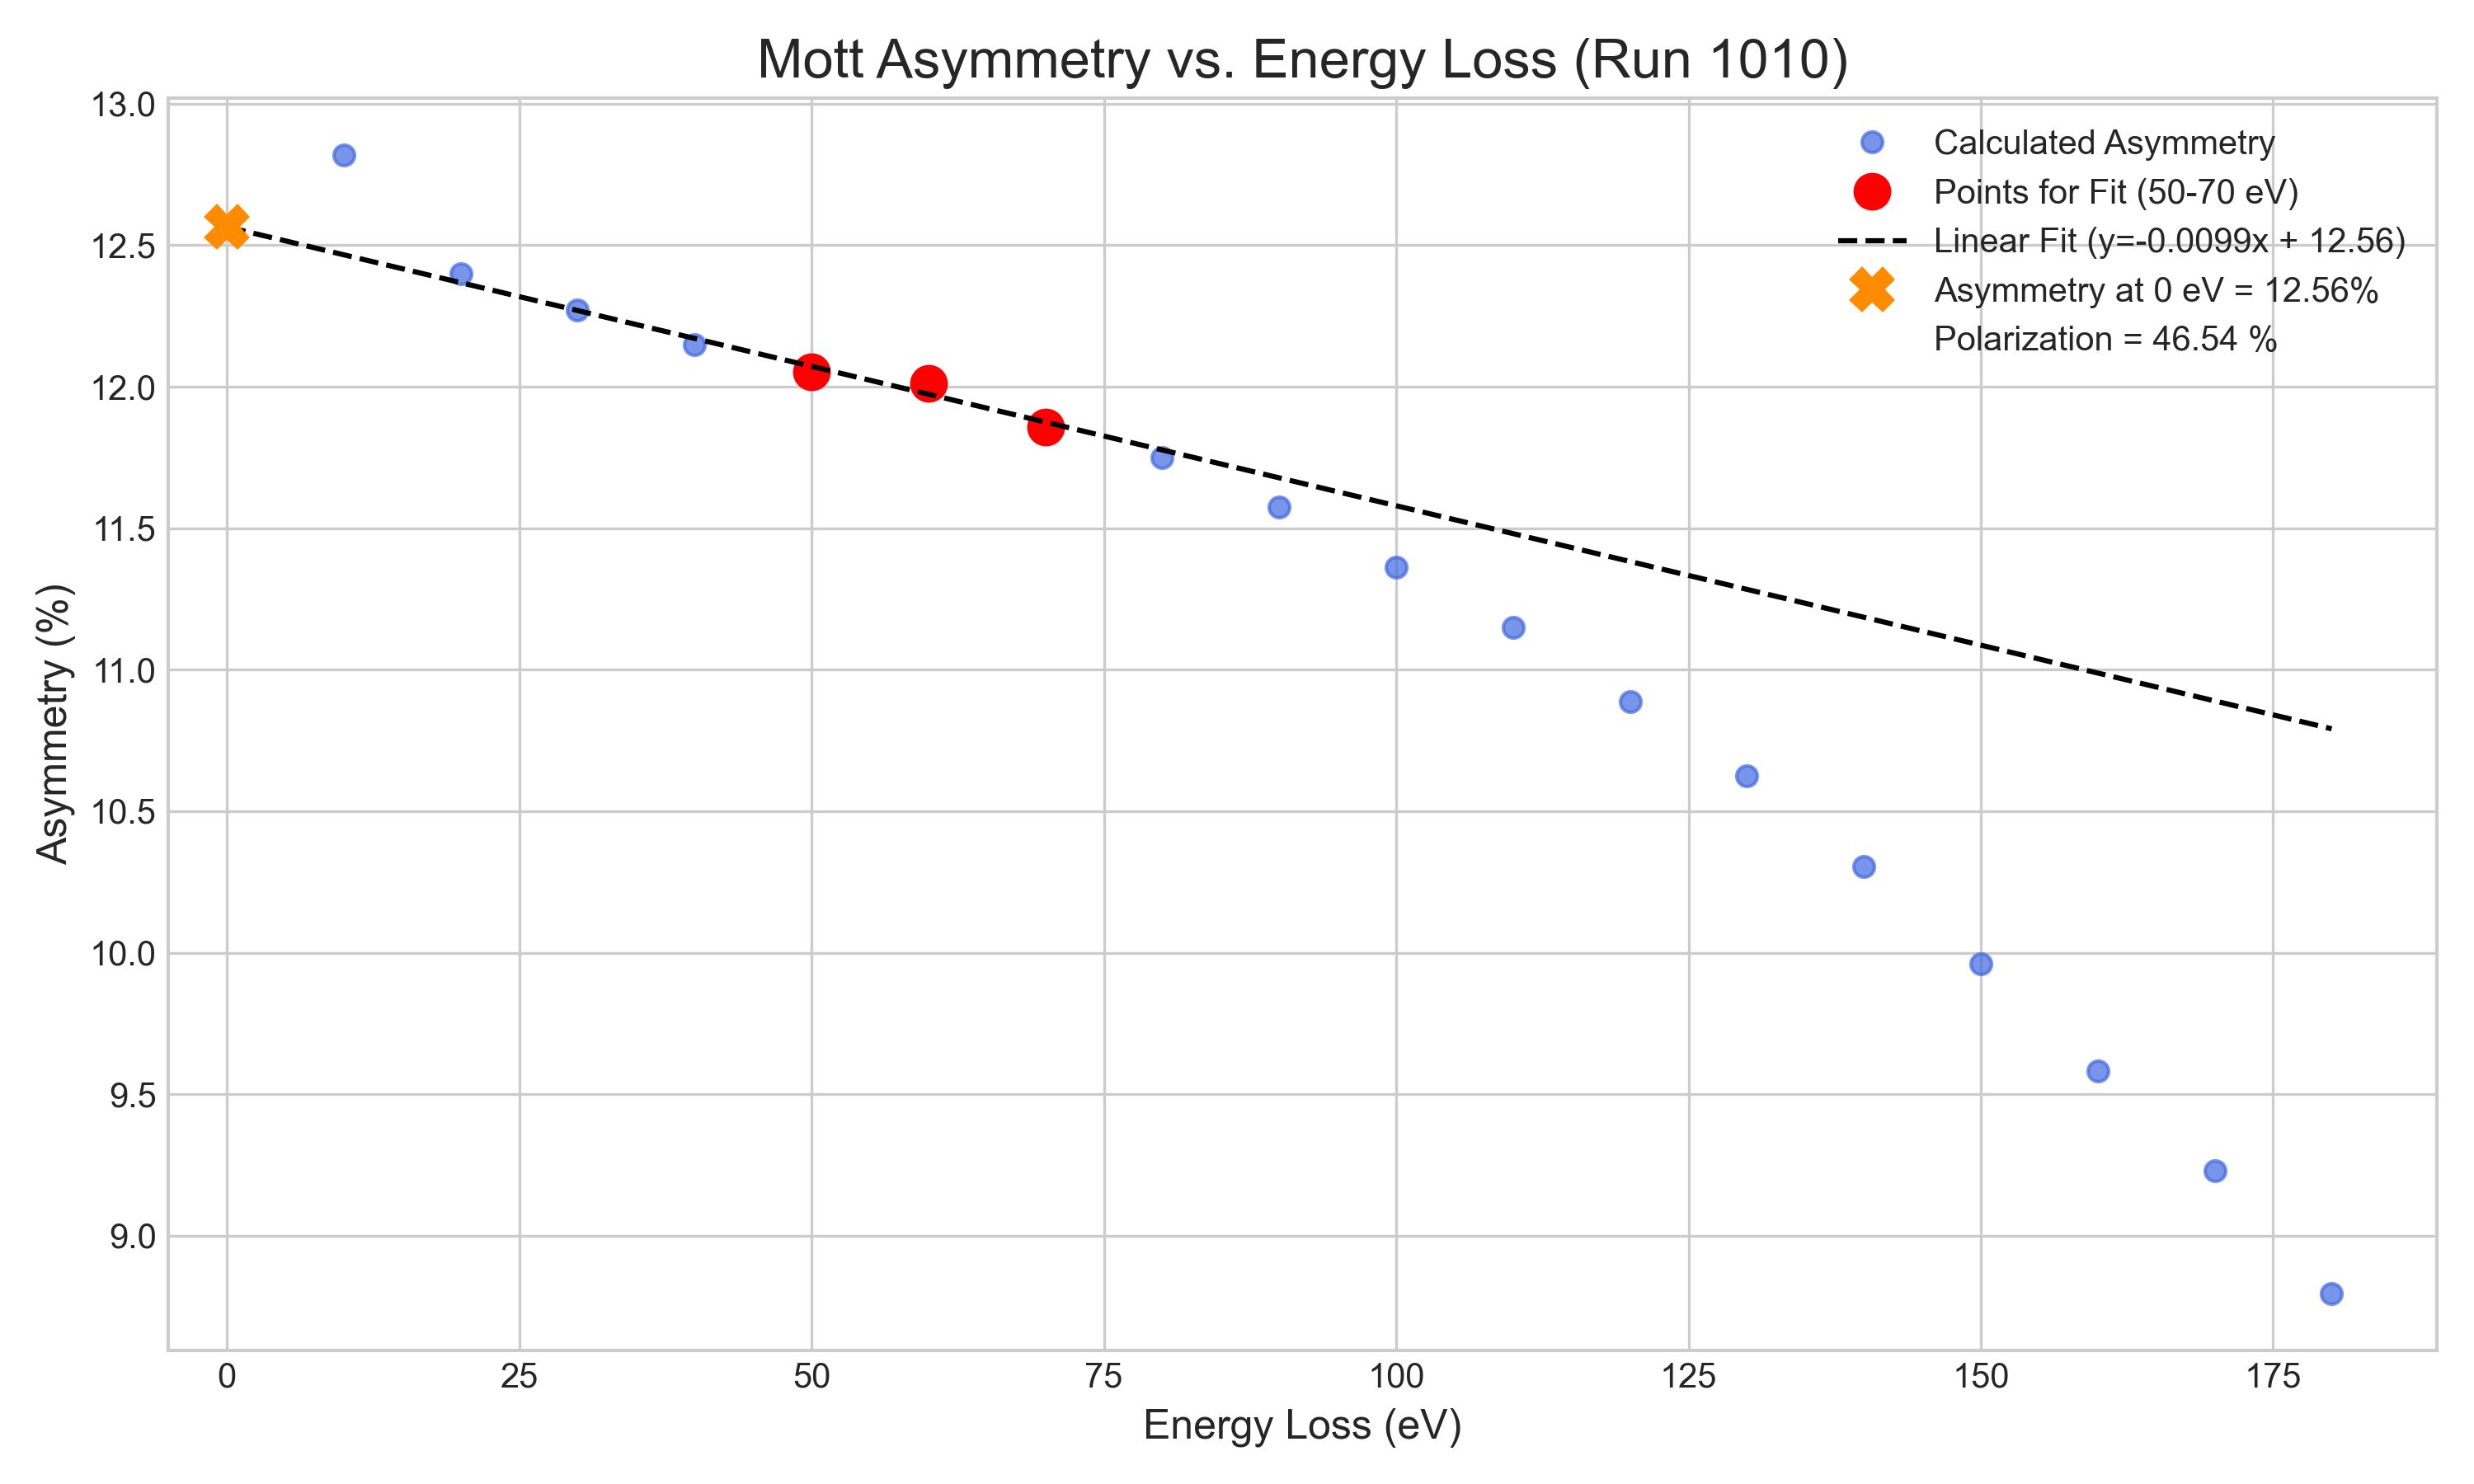 Mott Asymmetry vs. Energy Loss (Run 1010)
13.0
12.5
12.0
11.5
11.0
10.5
10.0
9.5
9.0
Asymmetry (%)
Calculated Asymmetry
Points for Fit (50-70 eV)
Linear Fit (y=-0.0099x + 12.56)
Asymmetry at 0 eV = 12.56%
Polarization = 46.54 %
0 25 50 75 100 125 150 175
Energy Loss (eV)